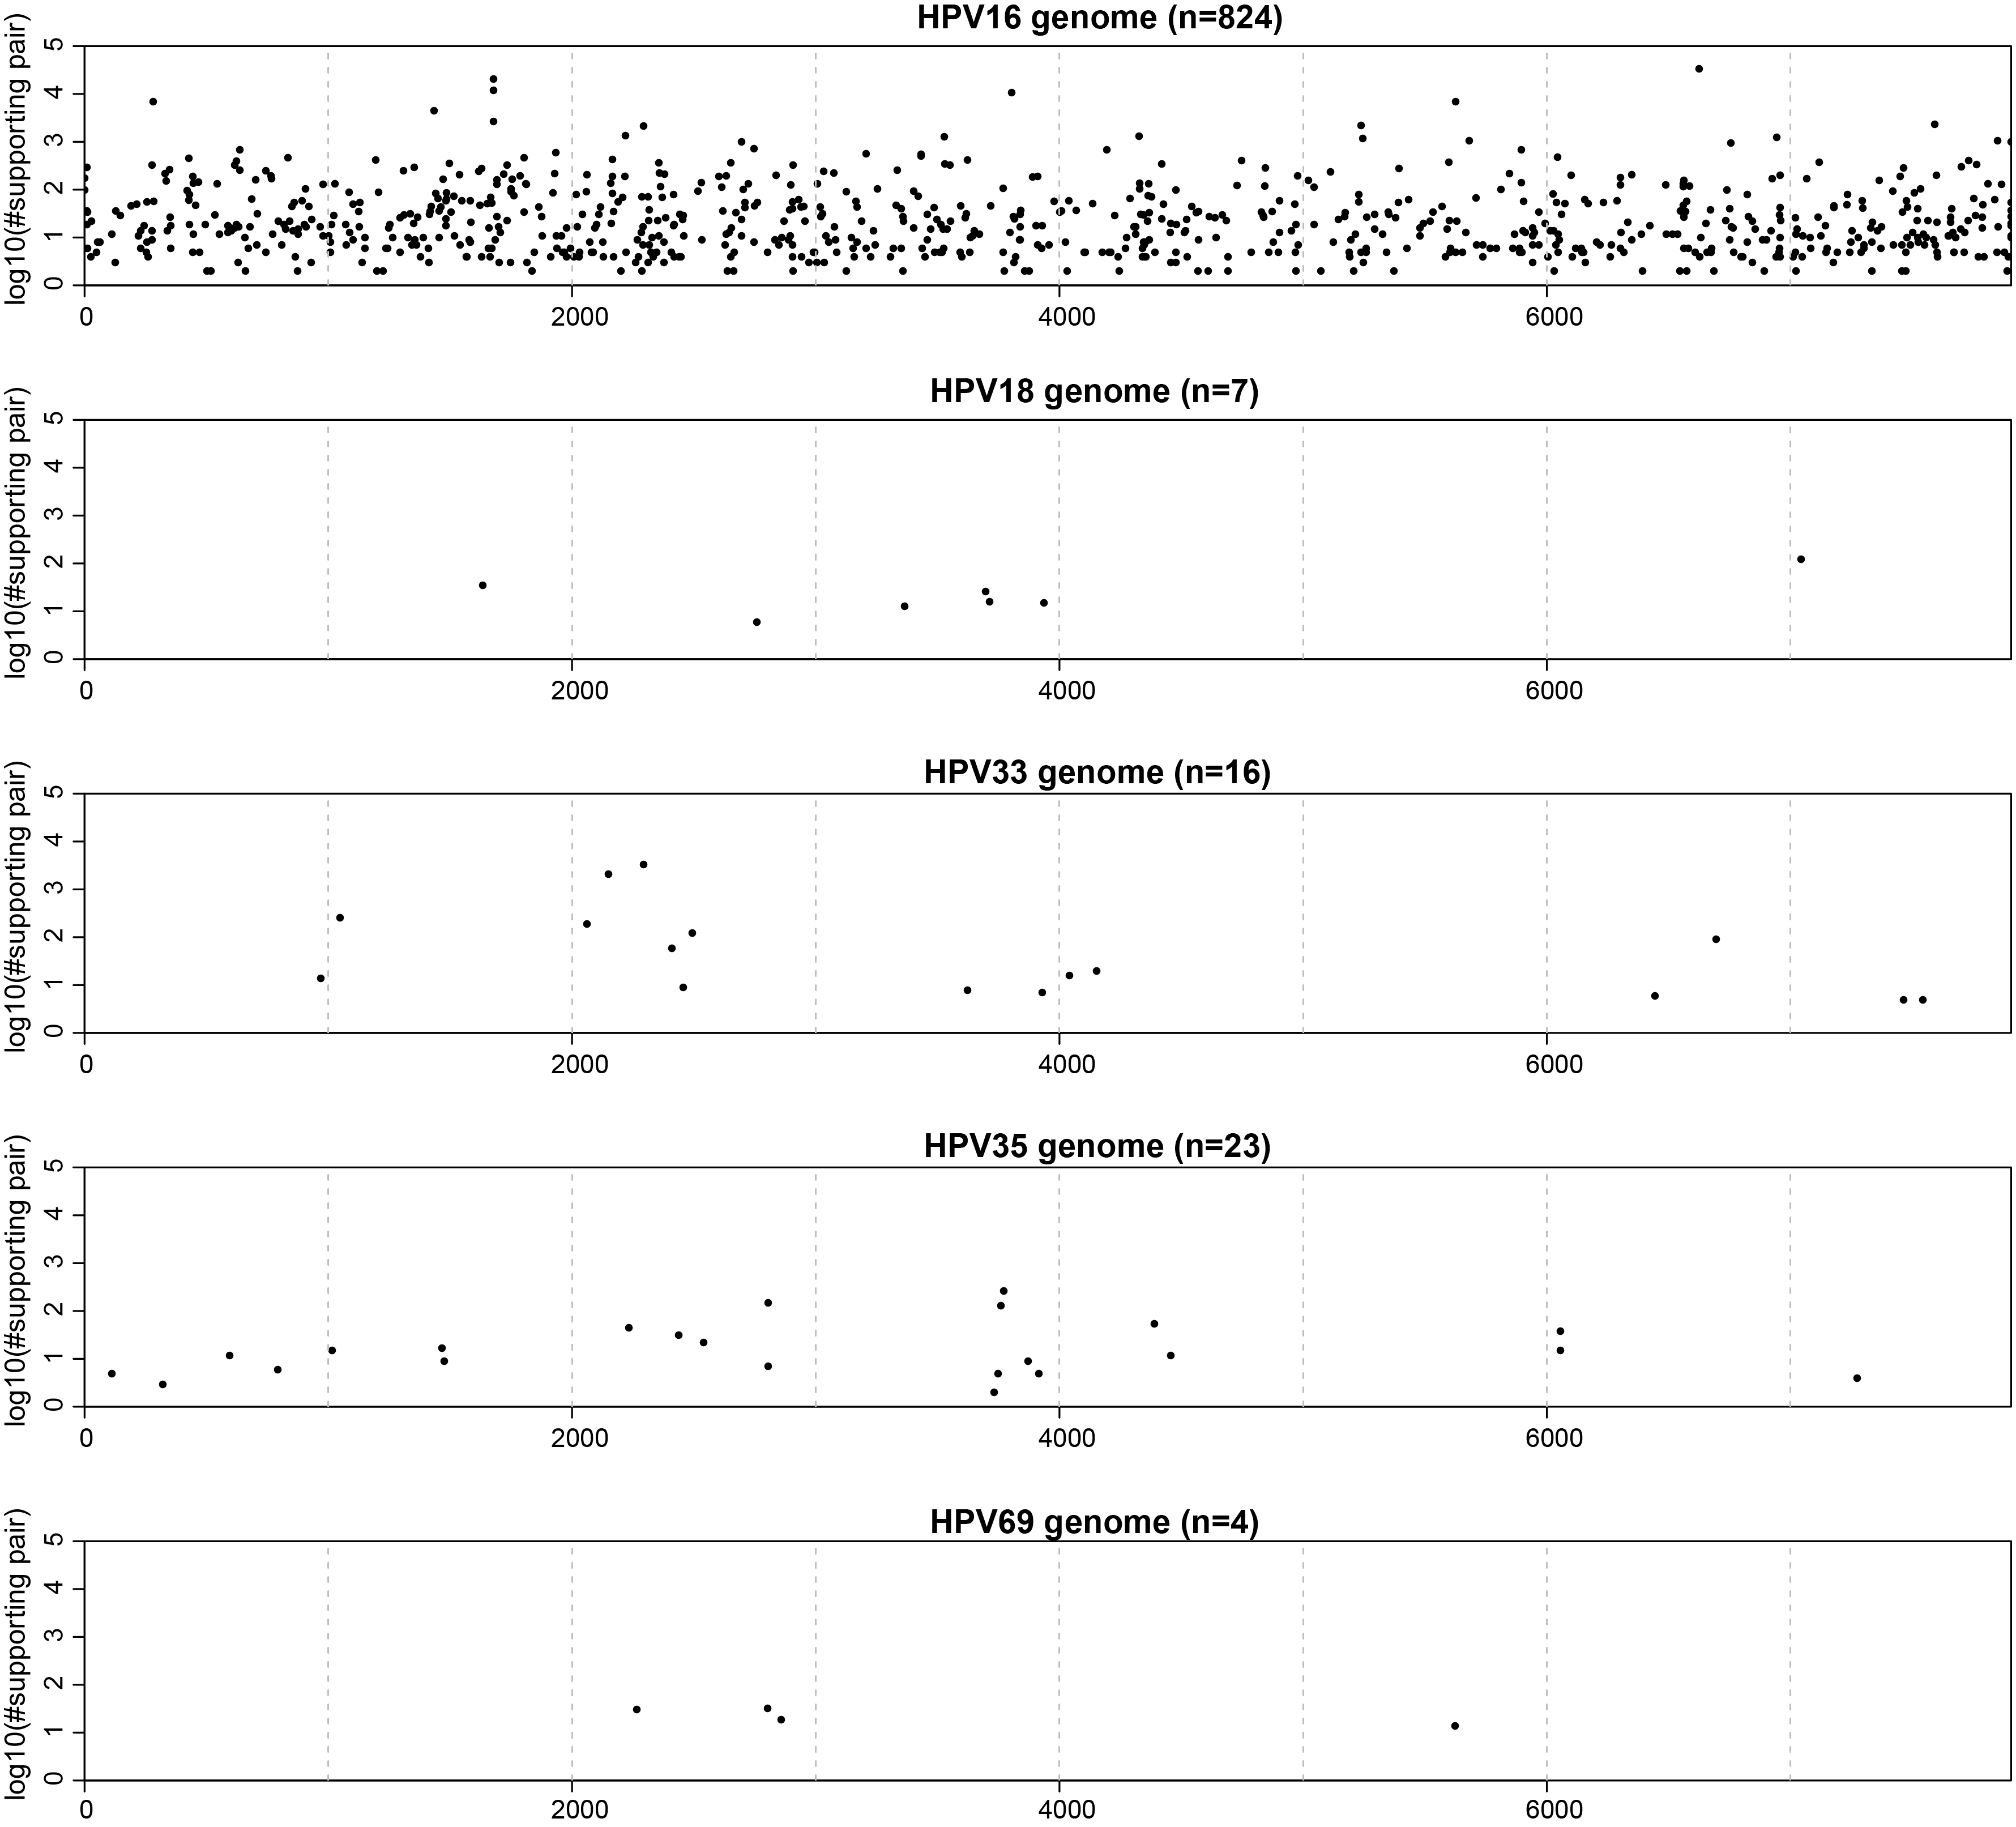 HPV16 genome (n=824)
log10(#supporting pair)
5
4
3
2
1
0
0 2000 4000 6000
HPV18 genome (n=7)
log10(#supporting pair)
5
4
3
2
1
0
0 2000 4000 6000
HPV33 genome (n=16)
log10(#supporting pair)
5
4
3
2
1
0
0 2000 4000 6000
HPV35 genome (n=23)
log10(#supporting pair)
5
4
3
2
1
0
0 2000 4000 6000
HPV69 genome (n=4)
log10(#supporting pair)
5
4
3
2
1
0
0 2000 4000 6000